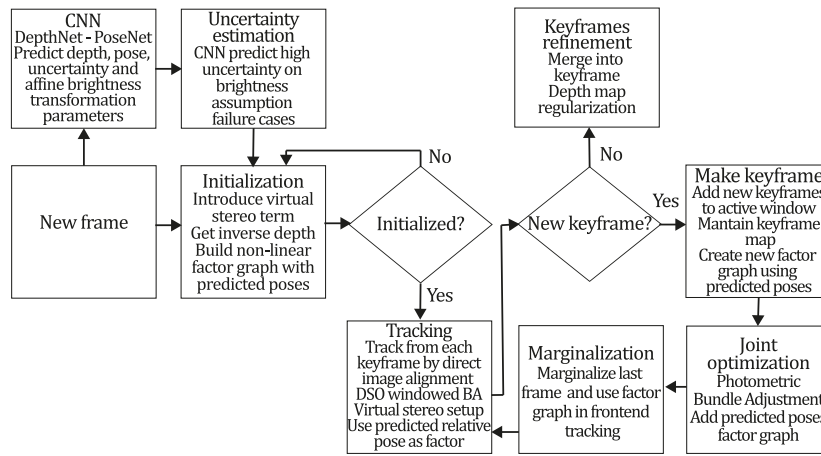 CNN
DepthNet - PoseNet
Predict depth, pose,
uncertainty and
affine brightness
transformation
parameters
Uncertainty
estimation
CNN predict high
uncertainty on
brightness
assumption
failure cases
New frame
Initialization
Introduce virtual
stereo term
Get inverse depth
Build non-linear
factor graph with
predicted poses
No
Initialized?
Yes
Tracking
Track from each
keyframe by direct
image alignment
DSO windowed BA
Virtual stereo setup
Use predicted relative
pose as factor
Keyframes
refinement
Merge into
keyframe
Depth map
regularization
No
New keyframe?
Yes
Make keyframe
Add new keyframes
to active window
Mantain keyframe
map
Create new factor
graph using
predicted poses
Joint
optimization
Photometric
Bundle Adjustment
Add predicted poses
factor graph
Marginalization
Marginalize last
frame and use factor
graph in frontend
tracking